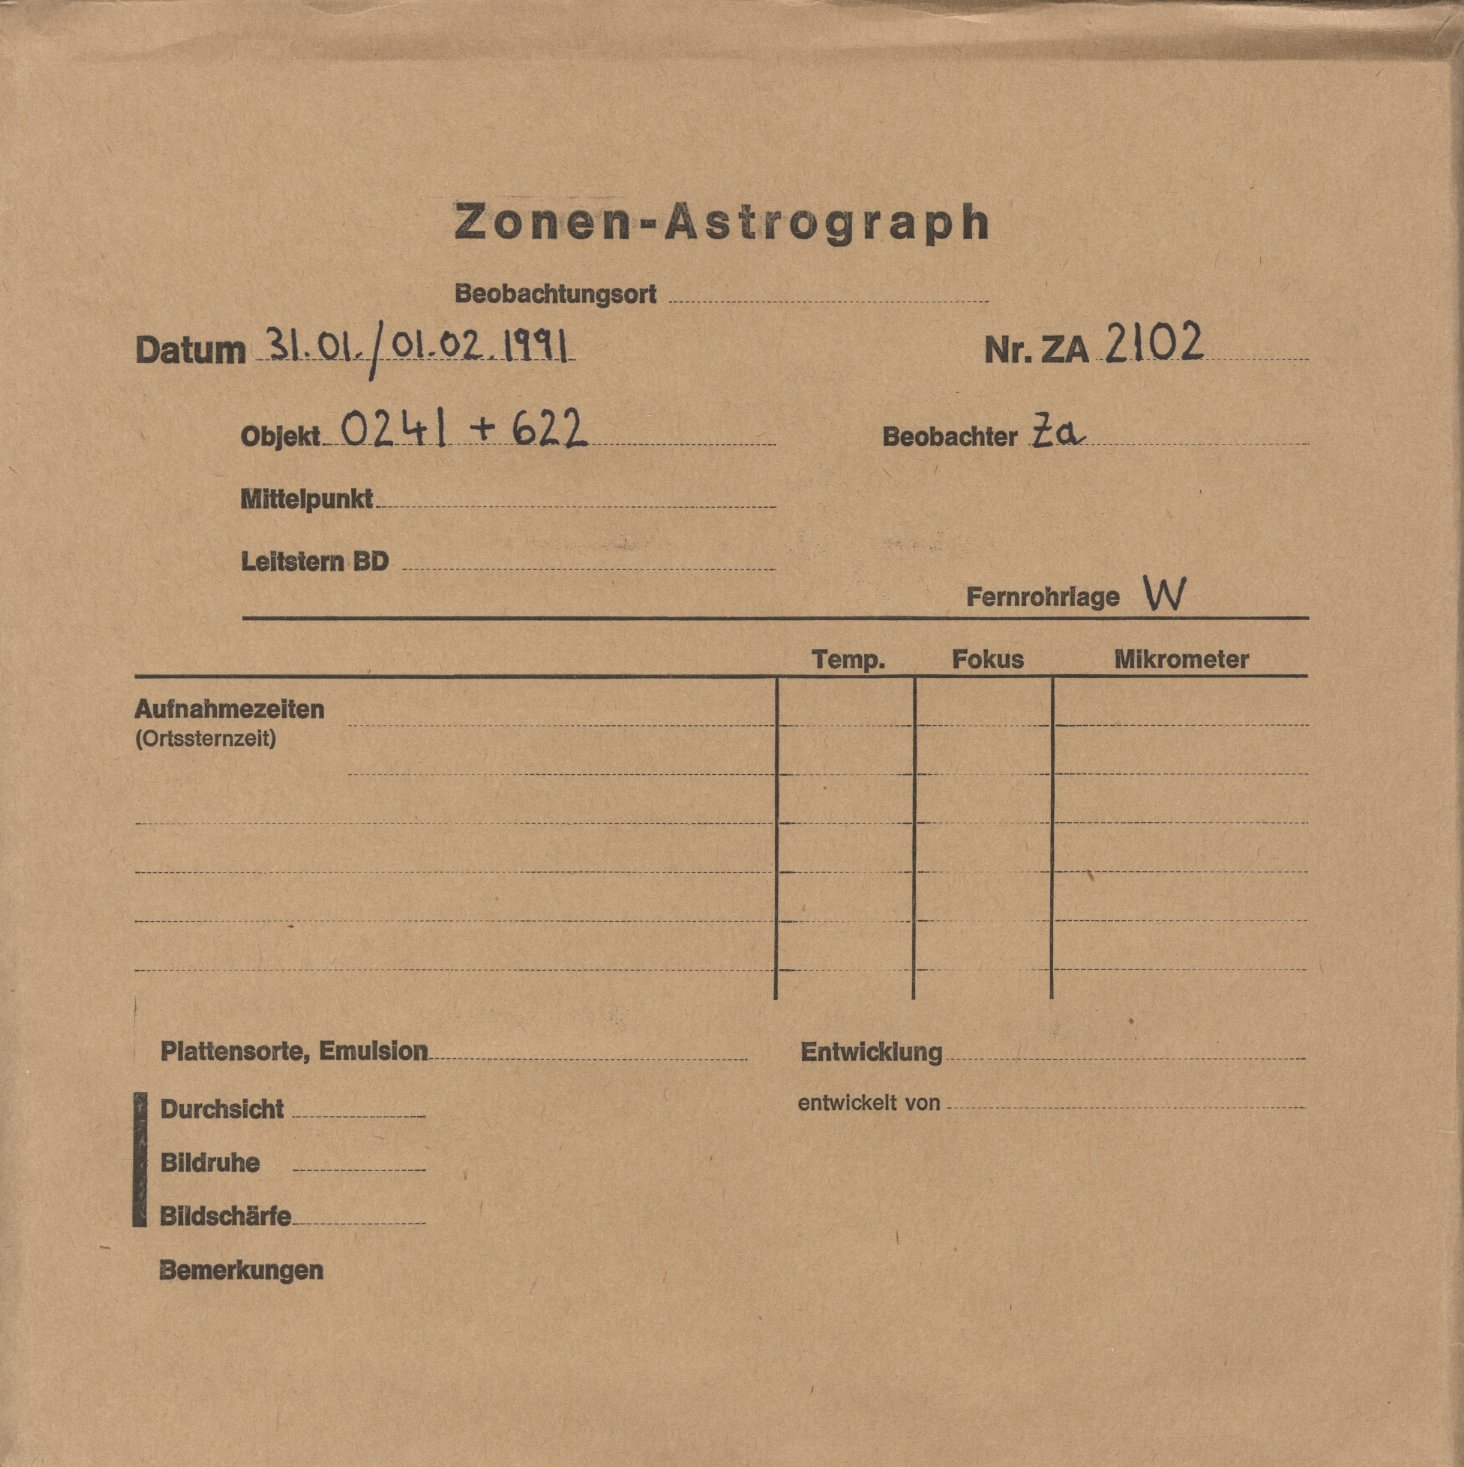 Zonen-Astrograph
Beobachtungsort
Datum 31.01./01.02.1991 Nr. ZA 2102
Objekt 0241 + 622 Beobachter Za
Mittelpunkt
Leitstern BD
Fernrohrlage W
Temp. Fokus Mikrometer
Aufnahmezeiten
(Ortssternzeit)
Plattensorte, Emulsion Entwicklung
Durchsicht entwickelt von
Bildruhe
Bildschärfe
Bemerkungen